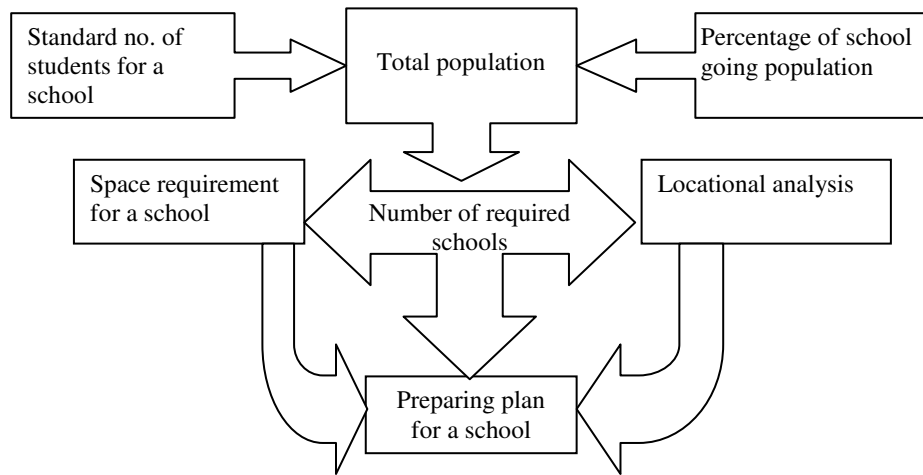 Standard no. of
students for a
school
Total population
Percentage of school
going population
Space requirement
for a school
Number of required
schools
Locational analysis
Preparing plan
for a school